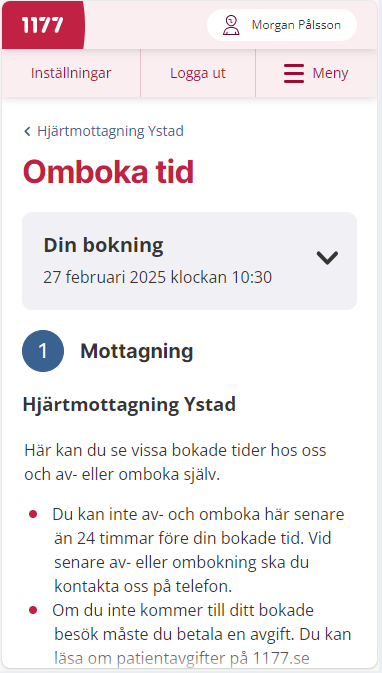 1177
Morgan Pålsson
Inställningar
Logga ut
Meny
Hjärtmottagning Ystad
Omboka tid
Din bokning
27 februari 2025 klockan 10:30
1
Mottagning
Hjärtmottagning Ystad
Här kan du se vissa bokade tider hos oss
och av- eller omboka själv.
Du kan inte av- och omboka här senare
än 24 timmar före din bokade tid. Vid
senare av- eller ombokning ska du
kontakta oss på telefon.
Om du inte kommer till ditt bokade
besök måste du betala en avgift. Du kan
läsa om patientavgifter på 1177.se